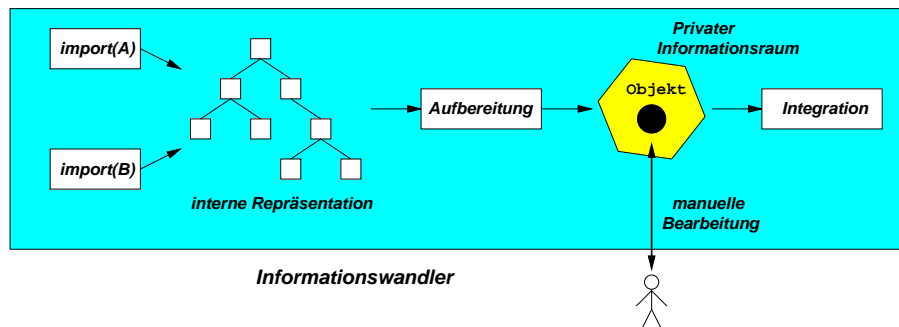 import(A)
import(B)
interne Repräsentation
Aufbereitung
Privater
Informationsraum
Objekt
Integration
manuelle
Bearbeitung
Informationswandler